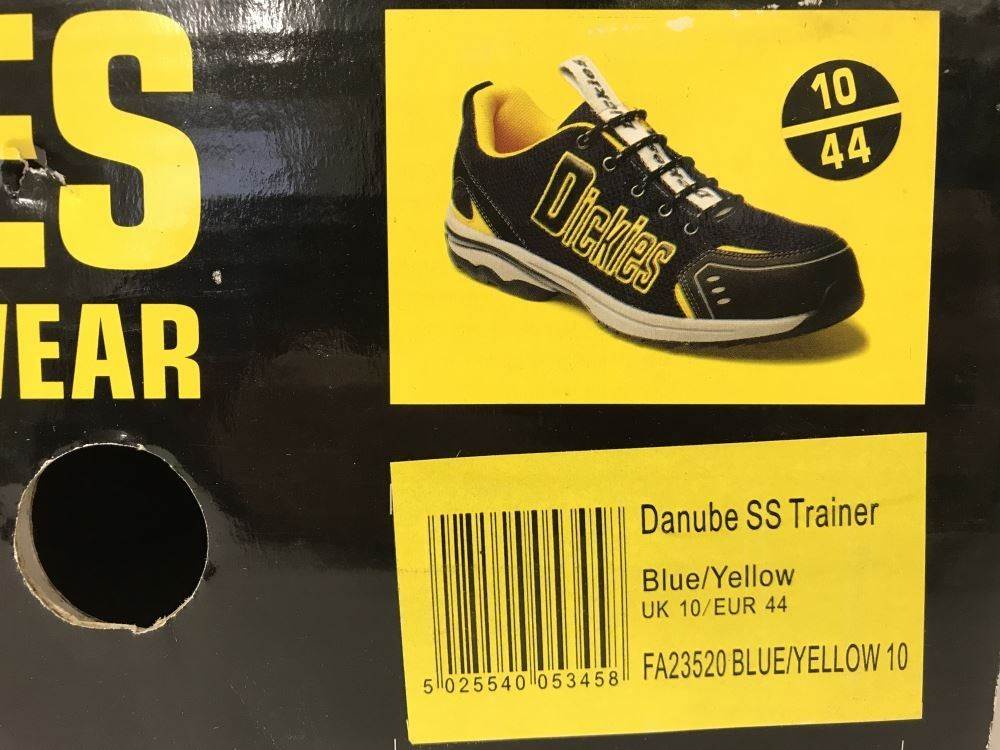 ES
WEAR
10
44
Dickies
Danube SS Trainer
Blue/Yellow
UK 10/EUR 44
FA23520 BLUE/YELLOW 10
5 025540 053458